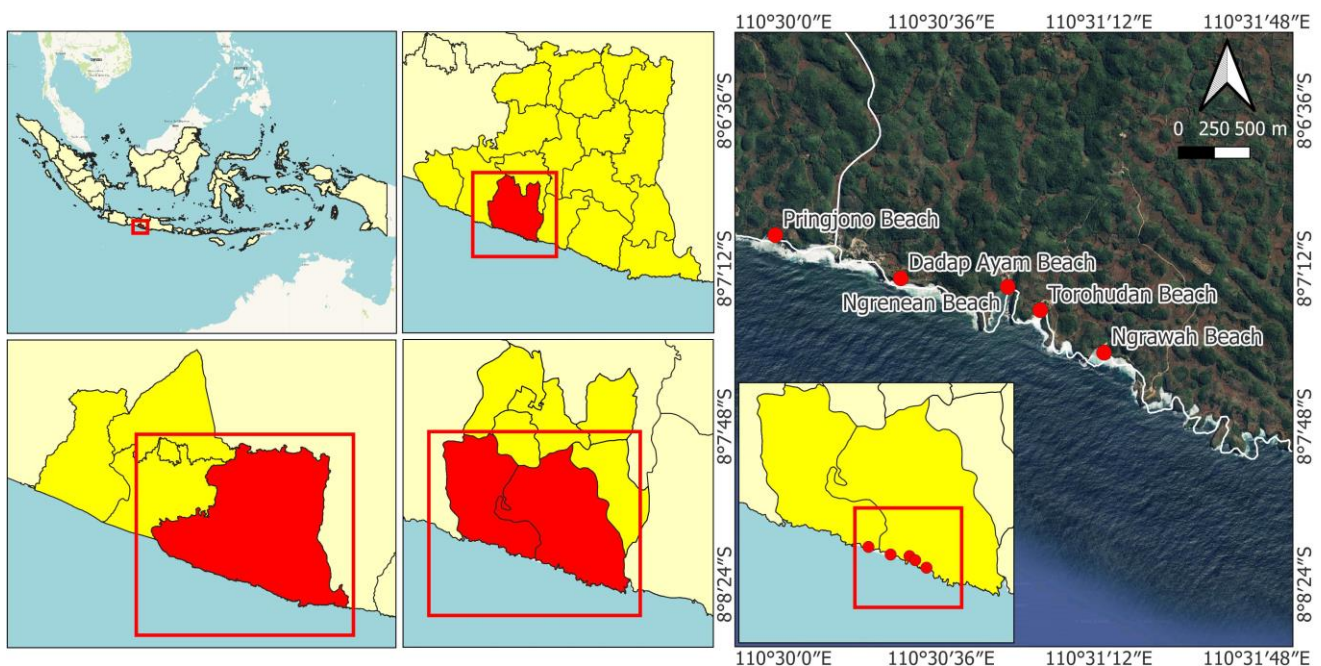 110°30′0″E 110°30′36″E 110°31′12″E 110°31′48″E
8°6′36″S
8°6′36″S
0 250 500 m
Pringjono Beach
Dadap Ayam Beach
Ngrenean Beach
Torohudan Beach
Ngrawah Beach
8°7′12″S
8°7′12″S
8°7′48″S
8°7′48″S
8°8′24″S
8°8′24″S
110°30′0″E 110°30′36″E 110°31′12″E 110°31′48″E